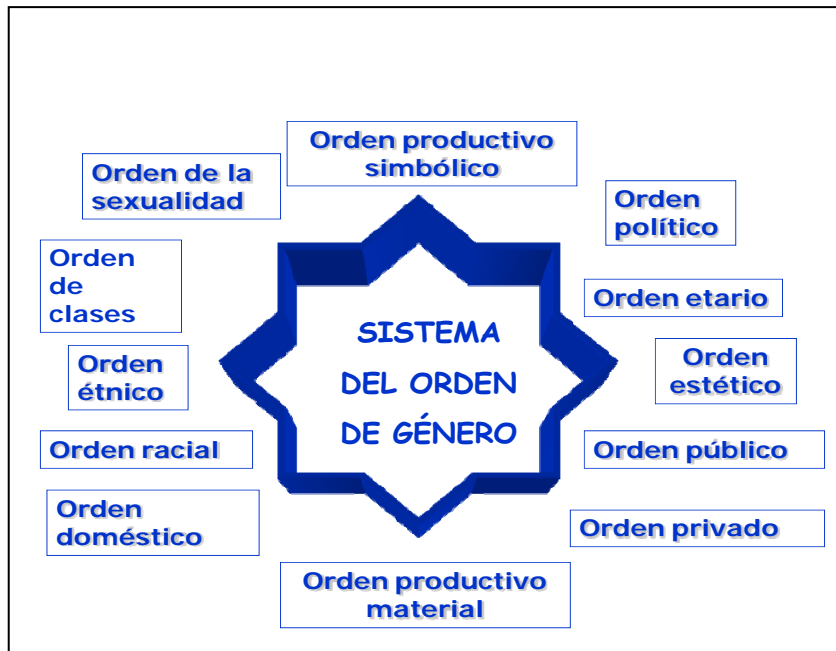 Orden productivo
simbólico
Orden de la
sexualidad
Orden
político
Orden
de
clases
Orden etario
SISTEMA
DEL ORDEN
DE GÉNERO
Orden
étnico
Orden
estético
Orden racial
Orden público
Orden
doméstico
Orden privado
Orden productivo
material